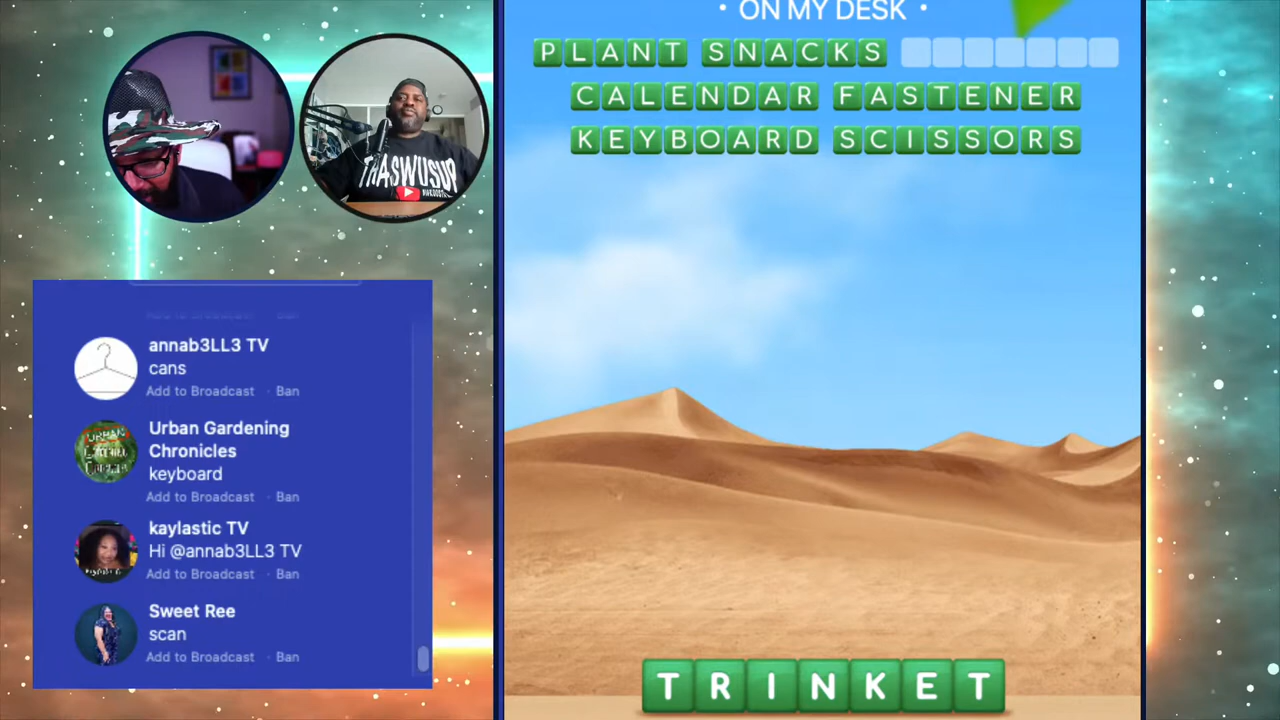 • ON MY DESK •
PLANT SNACKS
CALENDAR FASTENER
KEYBOARD SCISSORS
THASWUSUP
annab3LL3 TV
cans
Add to Broadcast · Ban
Urban Gardening
Chronicles
keyboard
Add to Broadcast · Ban
kaylastic TV
Hi @annab3LL3 TV
Add to Broadcast · Ban
Sweet Ree
scan
Add to Broadcast · Ban
TRINKET